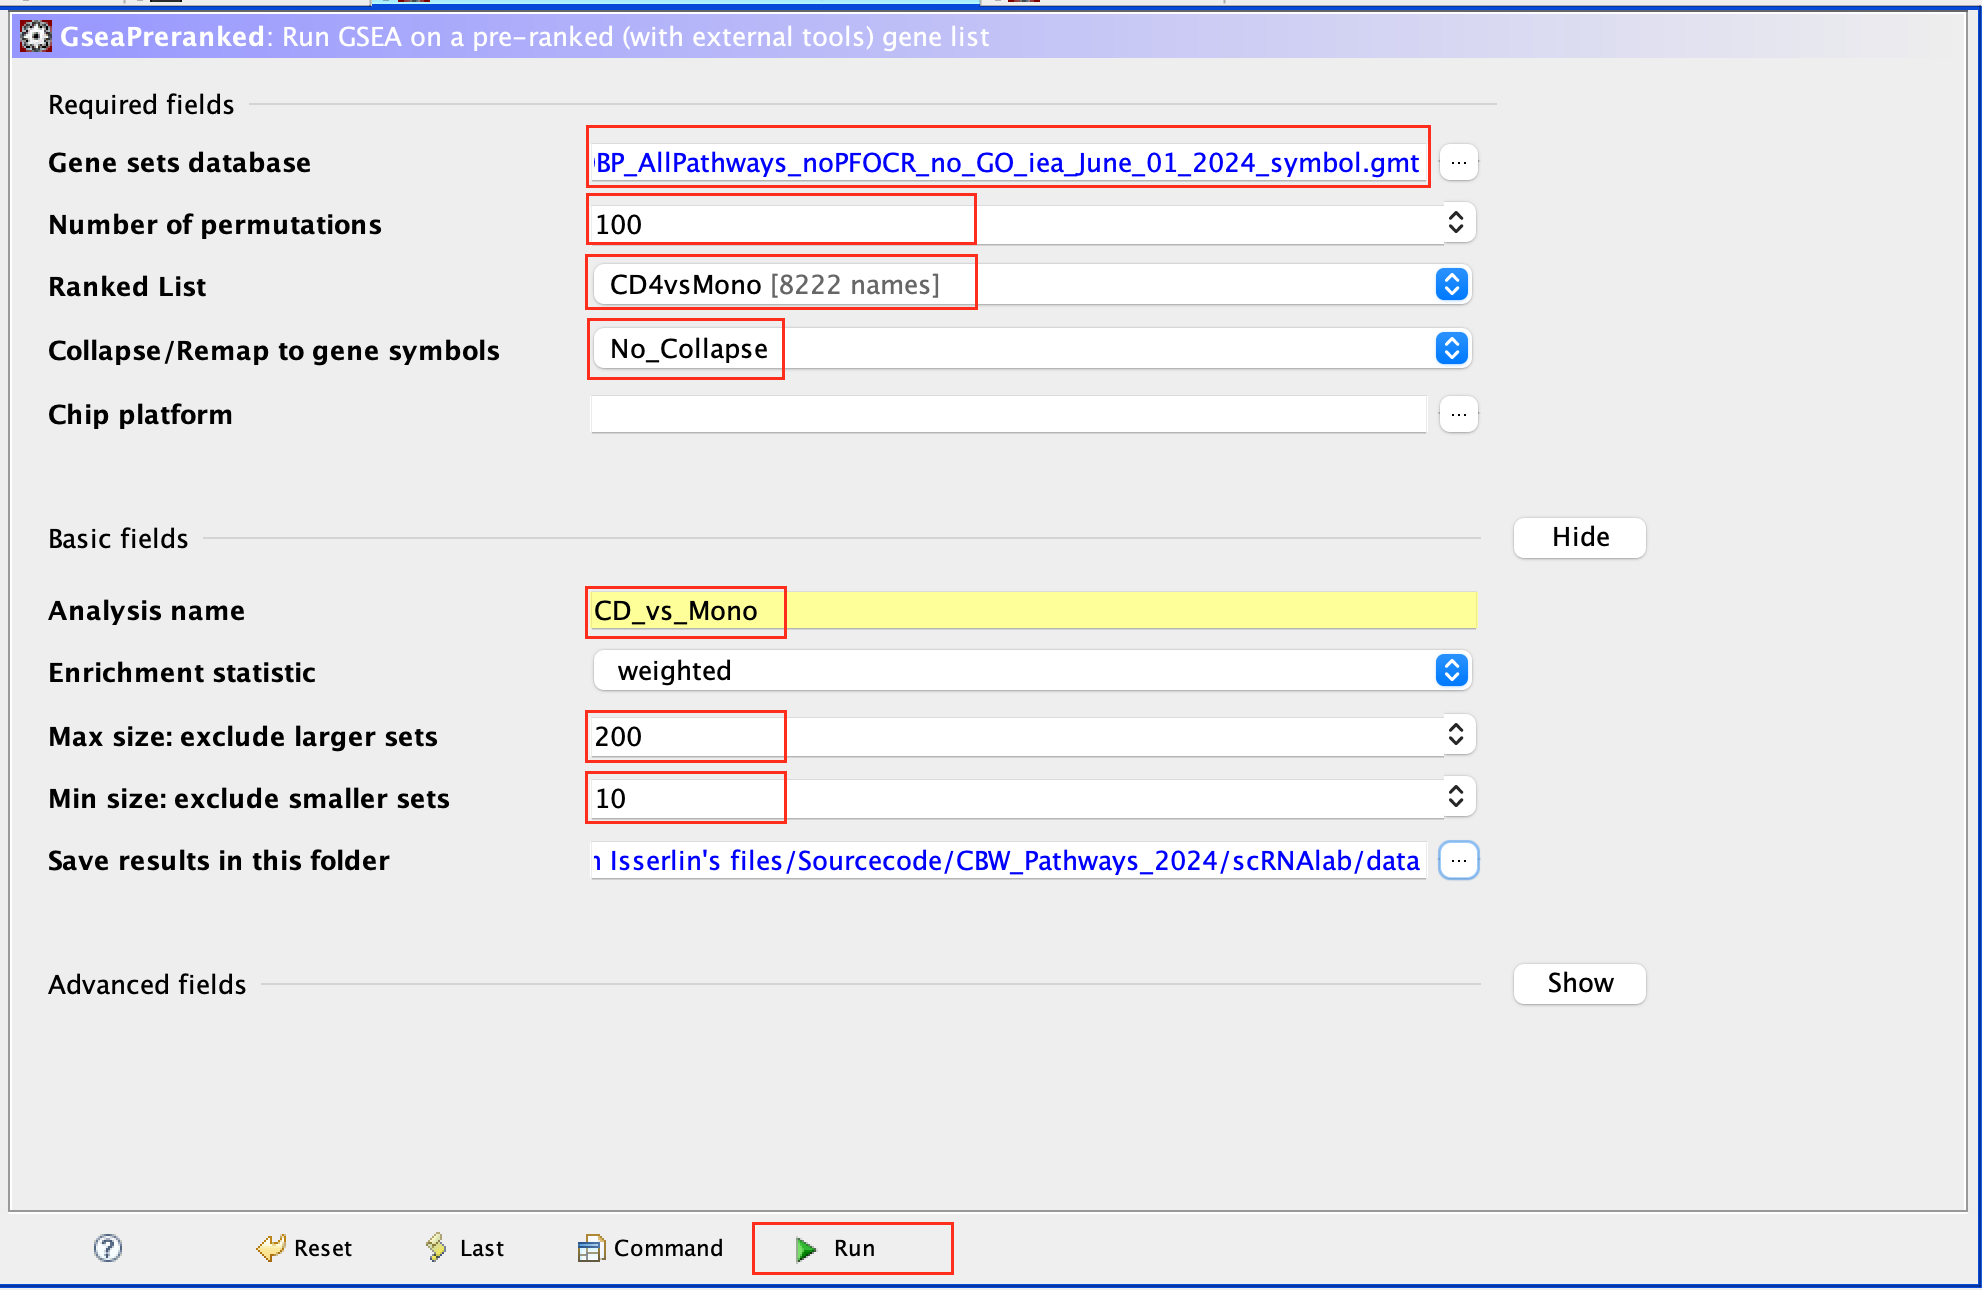 GseaPreranked: Run GSEA on a pre-ranked (with external tools) gene list
Required fields
Gene sets database BP_AllPathways_noPFOCR_no_GO_iea_June_01_2024_symbol.gmt ...
Number of permutations 100
Ranked List CD4vsMono [8222 names]
Collapse/Remap to gene symbols No_Collapse
Chip platform ...
Basic fields Hide
Analysis name CD_vs_Mono
Enrichment statistic weighted
Max size: exclude larger sets 200
Min size: exclude smaller sets 10
Save results in this folder Isserlin's files/Sourcecode/CBW_Pathways_2024/scRNAlab/data ...
Advanced fields Show
? Reset Last Command Run